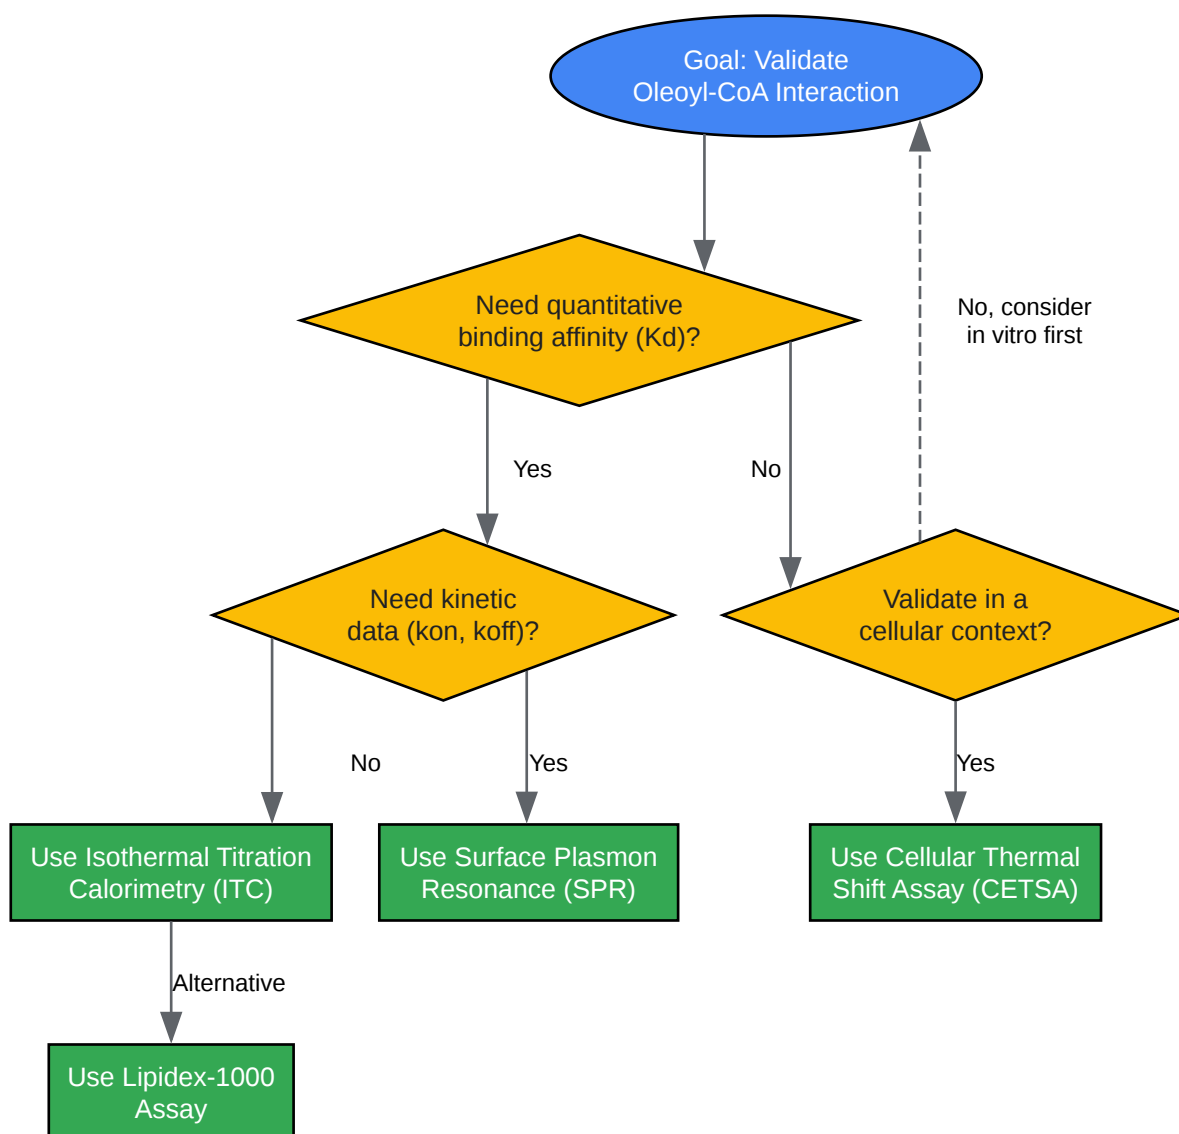 Goal: Validate
Oleoyl-CoA Interaction
Need quantitative
binding affinity (Kd)?
No, consider
in vitro first
Yes
No
Need kinetic
data (kon, koff)?
Validate in a
cellular context?
No
Yes
Yes
Use Isothermal Titration
Calorimetry (ITC)
Use Surface Plasmon
Resonance (SPR)
Use Cellular Thermal
Shift Assay (CETSA)
Alternative
Use Lipidex-1000
Assay